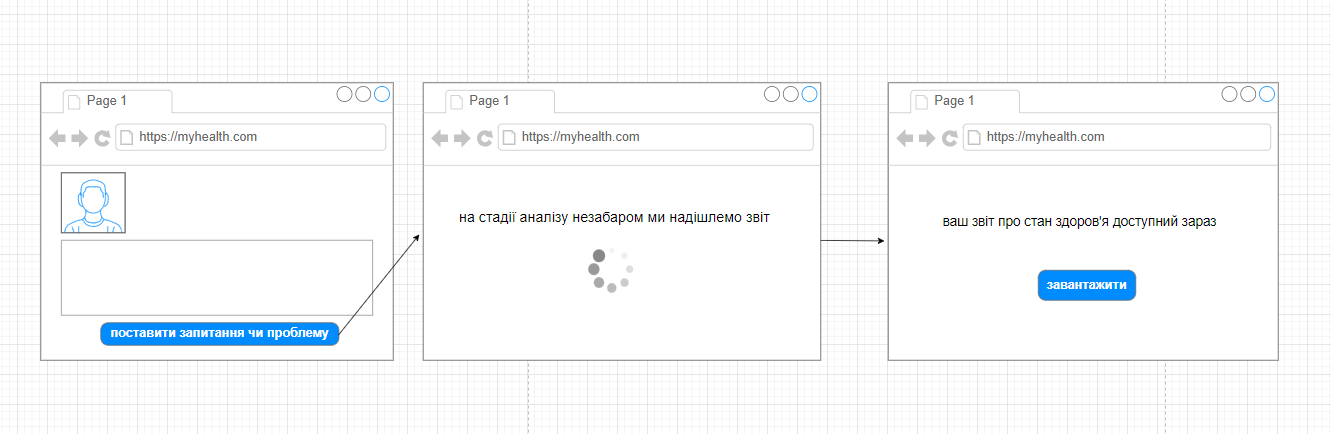 Page 1
https://myhealth.com
поставити запитання чи проблему
Page 1
https://myhealth.com
на стадії аналізу незабаром ми надішлемо звіт
Page 1
https://myhealth.com
ваш звіт про стан здоров'я доступний зараз
завантажити